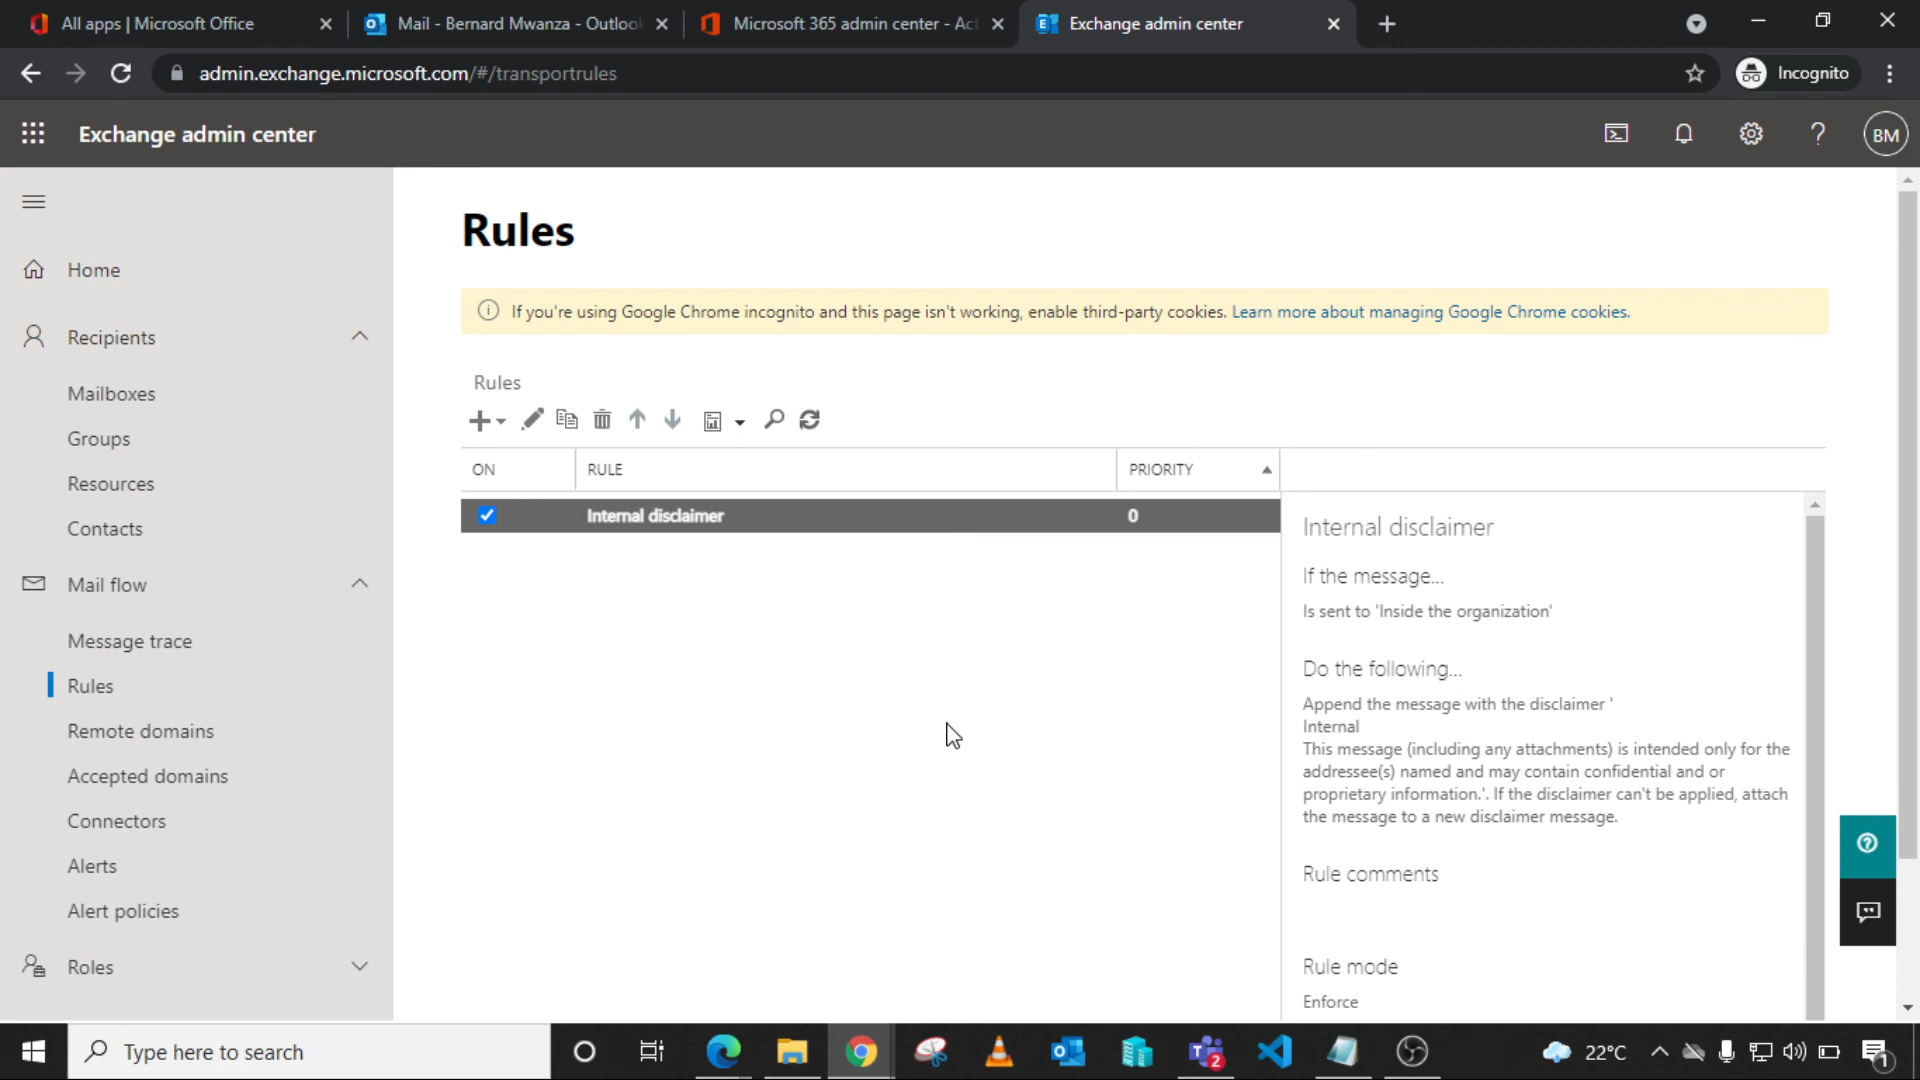 All apps | Microsoft Office
Mail - Bernard Mwanza - Outloo
Microsoft 365 admin center - Act
Exchange admin center
admin.exchange.microsoft.com/#/transportrules
Incognito
Exchange admin center
BM
Home
Recipients
Mailboxes
Groups
Resources
Contacts
Mail flow
Message trace
Rules
Remote domains
Accepted domains
Connectors
Alerts
Alert policies
Roles
Rules
If you're using Google Chrome incognito and this page isn't working, enable third-party cookies. Learn more about managing Google Chrome cookies.
Rules
ON RULE PRIORITY
Internal disclaimer 0
Internal disclaimer
If the message...
Is sent to 'Inside the organization'
Do the following...
Append the message with the disclaimer '
Internal
This message (including any attachments) is intended only for the
addressee(s) named and may contain confidential and or
proprietary information.'. If the disclaimer can't be applied, attach
the message to a new disclaimer message.
Rule comments
Rule mode
Enforce
Type here to search
2
22°C
1